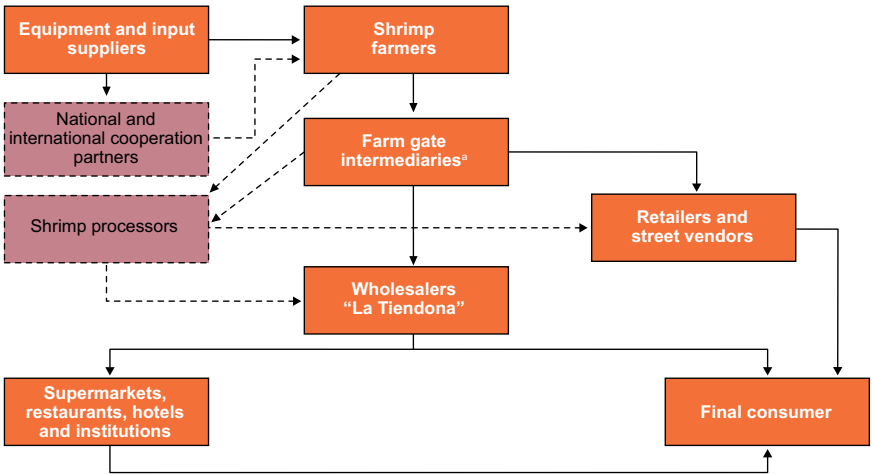 Equipment and input
suppliers
Shrimp
farmers
National and
international cooperation
partners
Farm gate
intermediariesᵃ
Shrimp processors
Retailers and
street vendors
Wholesalers
“La Tiendona”
Supermarkets,
restaurants, hotels
and institutions
Final consumer